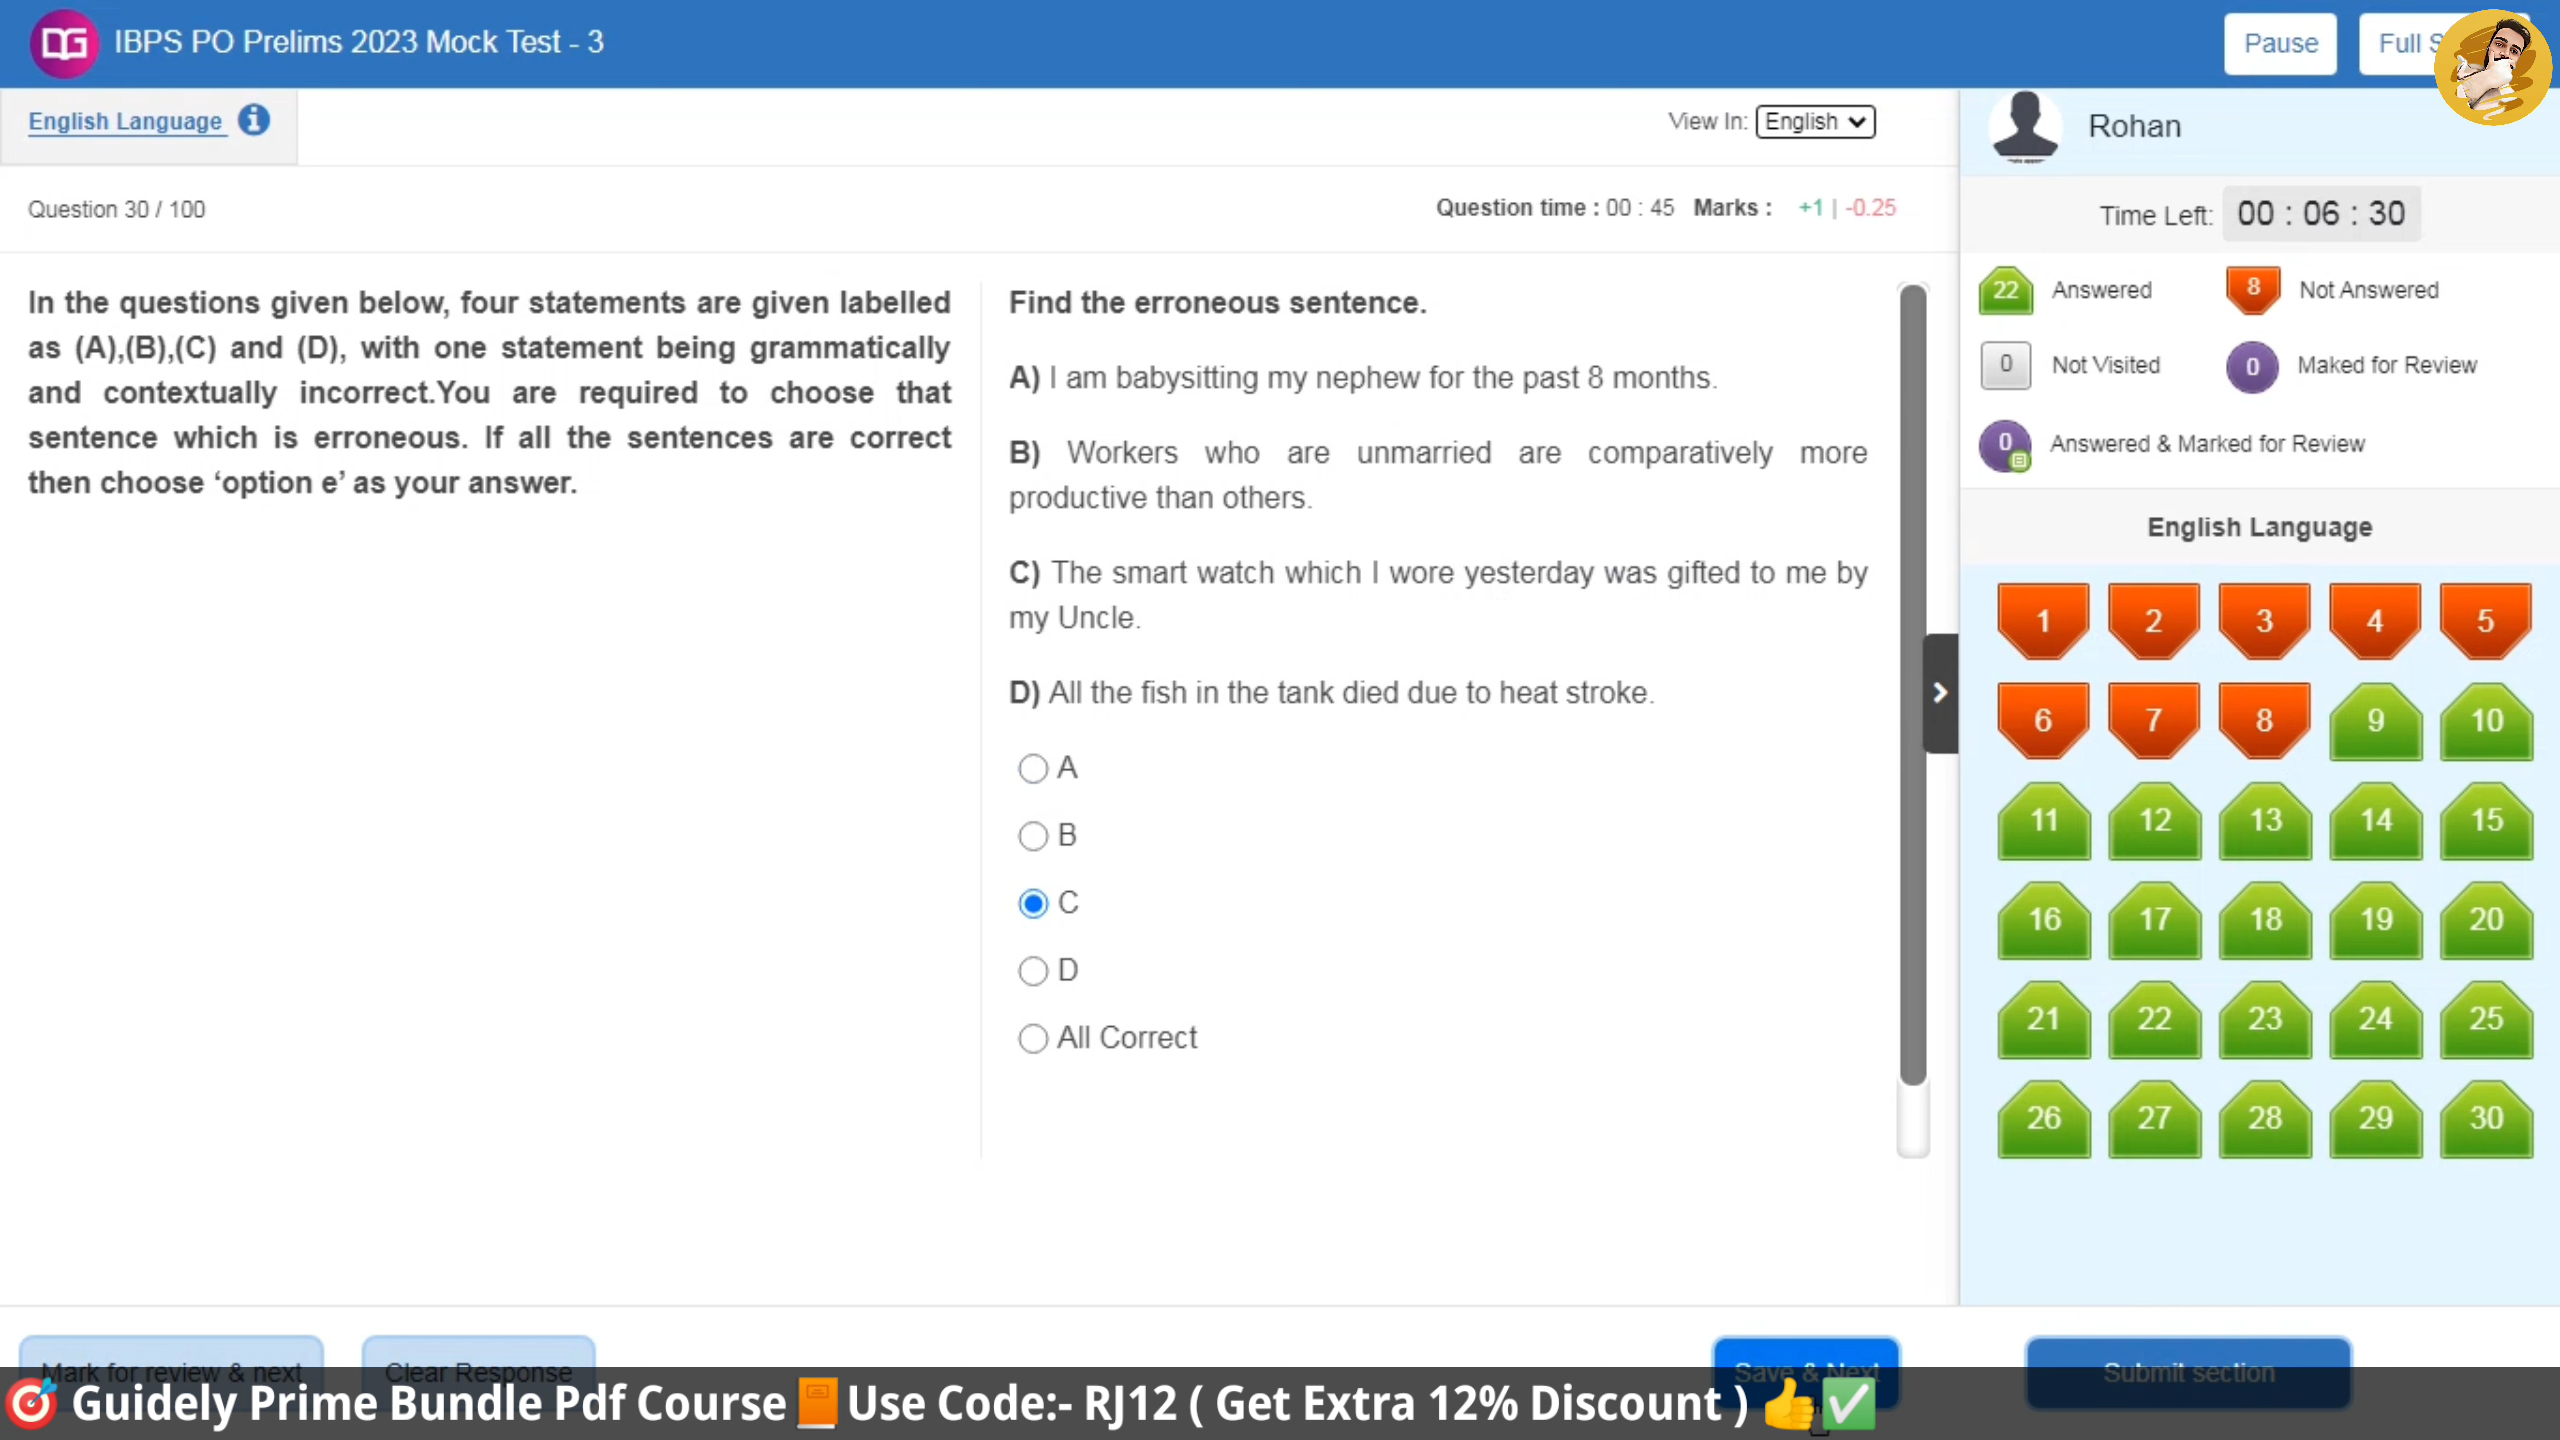 DG IBPS PO Prelims 2023 Mock Test - 3
Pause
Full S
English Language
View In: English
Rohan
Question 30 / 100
Question time : 00 : 45 Marks : +1 | -0.25
Time Left: 00 : 06 : 30
22 Answered
8 Not Answered
0 Not Visited
0 Maked for Review
0 Answered & Marked for Review
In the questions given below, four statements are given labelled
as (A),(B),(C) and (D), with one statement being grammatically
and contextually incorrect.You are required to choose that
sentence which is erroneous. If all the sentences are correct
then choose ‘option e’ as your answer.
Find the erroneous sentence.
A) I am babysitting my nephew for the past 8 months.
B) Workers who are unmarried are comparatively more
productive than others.
C) The smart watch which I wore yesterday was gifted to me by
my Uncle.
D) All the fish in the tank died due to heat stroke.
A
B
C
D
All Correct
English Language
1 2 3 4 5
6 7 8 9 10
11 12 13 14 15
16 17 18 19 20
21 22 23 24 25
26 27 28 29 30
Mark for review & next
Clear Response
Save & Next
Submit section
Guidely Prime Bundle Pdf Course Use Code:- RJ12 ( Get Extra 12% Discount )